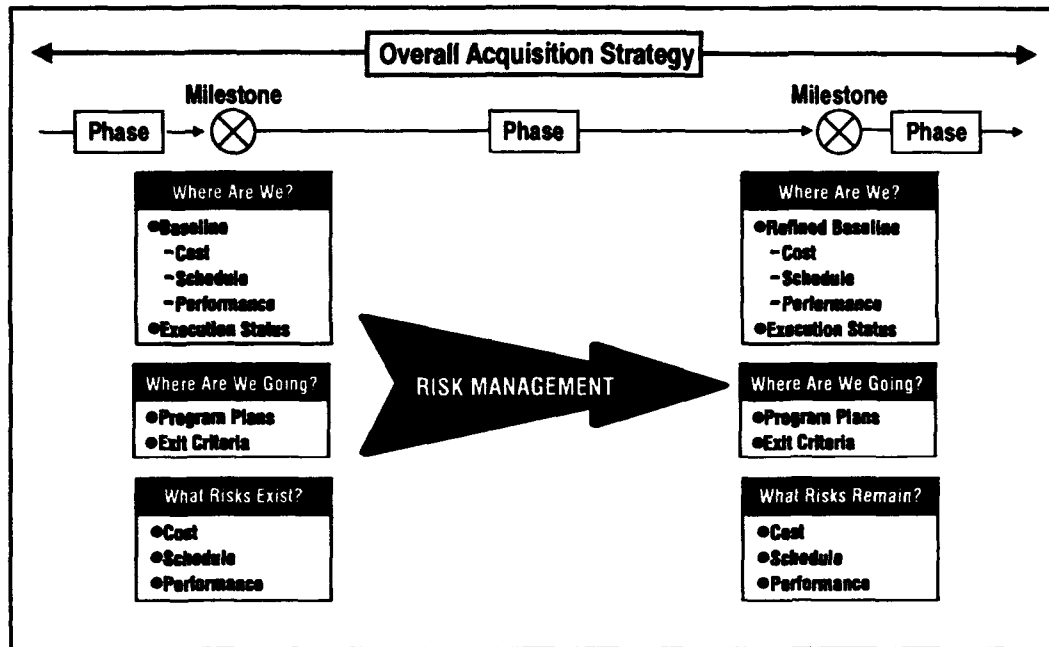 Overall Acquisition Strategy
Milestone
Milestone
Phase
Phase
Phase
Where Are We?
●Baseline
-Cost
-Schedule
-Performance
●Execution Status
Where Are We Going?
●Program Plans
●Exit Criteria
What Risks Exist?
●Cost
●Schedule
●Performance
RISK MANAGEMENT
Where Are We?
●Refined Baseline
-Cost
-Schedule
-Performance
●Execution Status
Where Are We Going?
●Program Plans
●Exit Criteria
What Risks Remain?
●Cost
●Schedule
●Performance